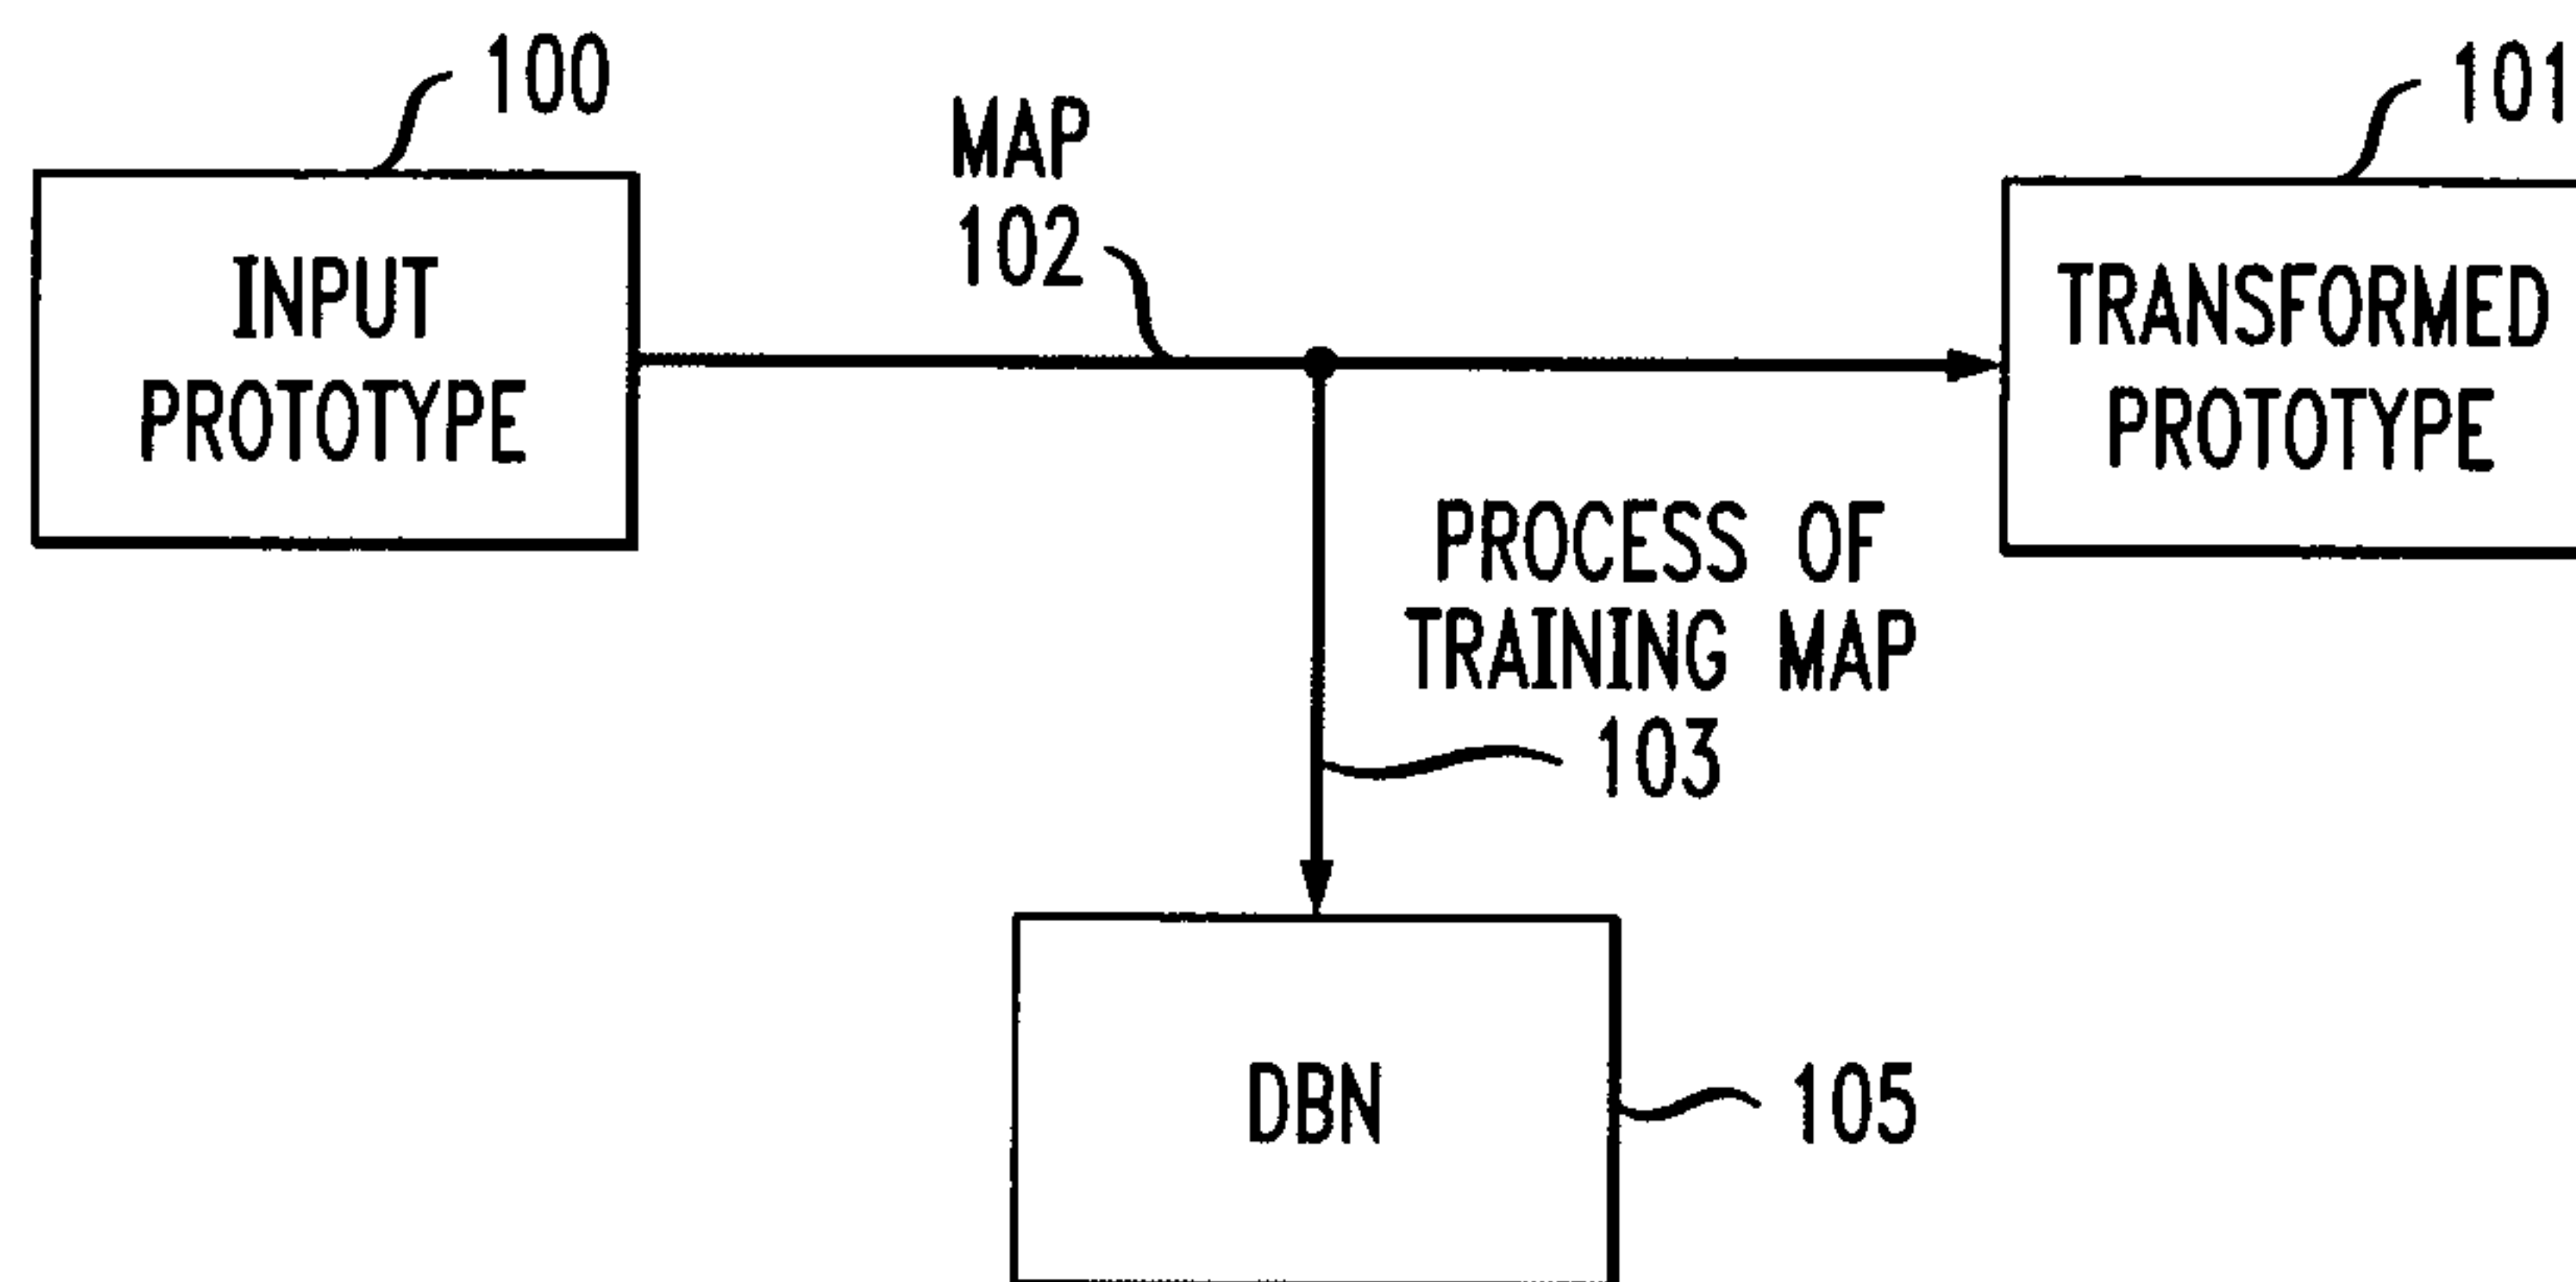 100
101
MAP
102
INPUT
PROTOTYPE
TRANSFORMED
PROTOTYPE
PROCESS OF
TRAINING MAP
103
DBN
105